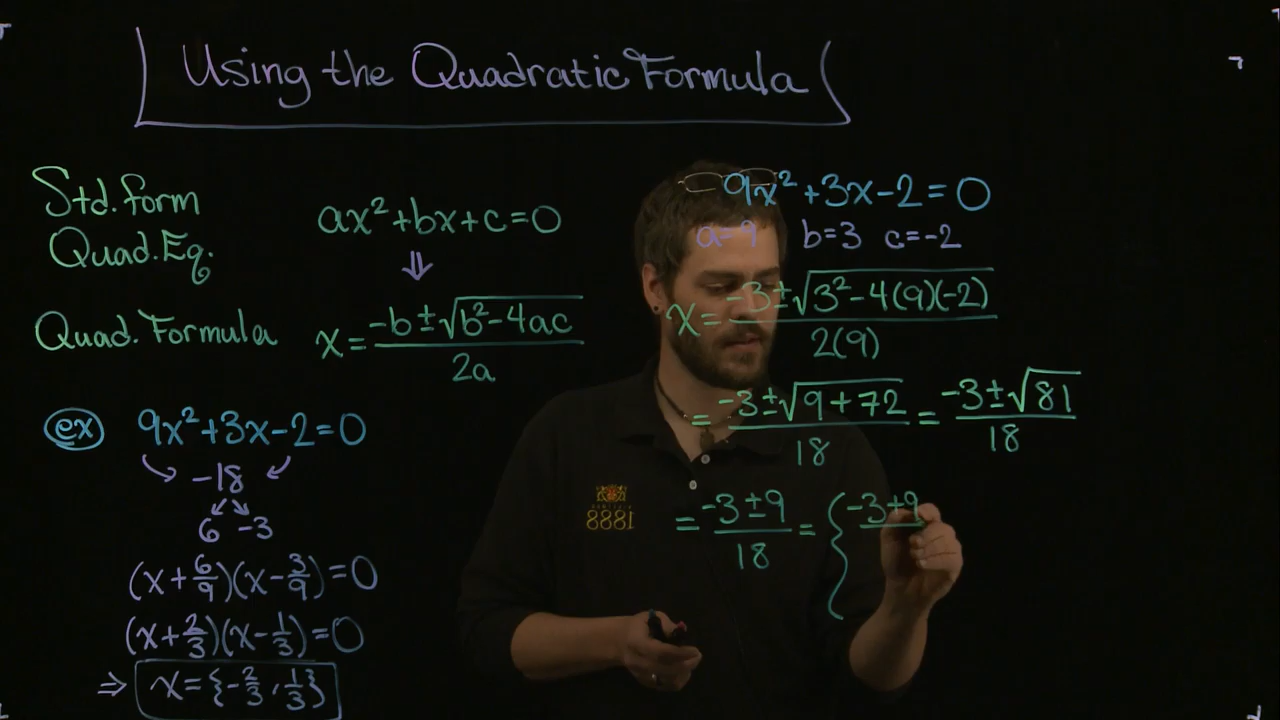 Using the Quadratic Formula
Std. form
Quad. Eq.
ax²+bx+c=0
⇓
Quad. Formula
x = (-b ± √(b²-4ac)) / 2a
ex 9x²+3x-2=0
-18
6 -3
(x+6/9)(x-3/9)=0
(x+2/3)(x-1/3)=0
⇒ x={-2/3, 1/3}
9x²+3x-2=0
a=9 b=3 c=-2
x = (-3 ± √(3²-4(9)(-2))) / 2(9)
= (-3 ± √(9+72)) / 18 = (-3 ± √81) / 18
= (-3 ± 9) / 18 = { -3+9
1888